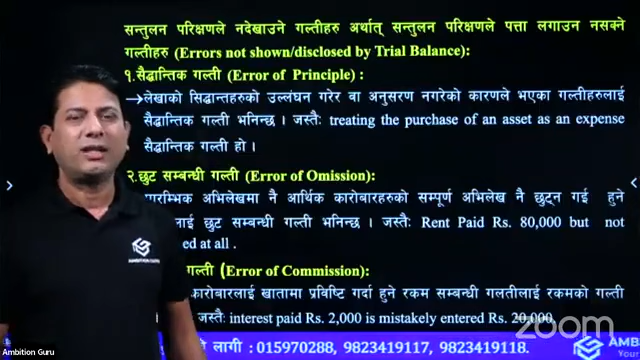 सन्तुलन परिक्षणले नदेखाउने गल्तीहरु अर्थात् सन्तुलन परिक्षणले पत्ता लगाउन नसक्ने
गल्तीहरु (Errors not shown/disclosed by Trial Balance)
१.सैद्धान्तिक गल्ती (Error of Principle) :
→लेखाको सिद्धान्तहरुको उल्लंघन गरेर वा अनुसरण नगरेको कारणले भएका गल्तीहरुलाई
सैद्धान्तिक गल्ती भनिन्छ । जस्तै: treating the purchase of an asset as an expense
सैद्धान्तिक गल्ती हो ।
२.छुट सम्बन्धी गल्ती (Error of Omission):
अभिलेखमा नै आर्थिक कारोबारहरुको सम्पूर्ण अभिलेख नै छुट्न गई हुने
छुट सम्बन्धी गल्ती भनिन्छ । जस्तै: Rent Paid Rs. 80,000 but not
at all .
गल्ती (Error of Commission):
कारोबारलाई खातामा प्रविष्टि गर्दा हुने रकम सम्बन्धी गलतीलाई रकमको गल्ती
जस्तै: interest paid Rs. 2,000 is mistakely entered Rs. 20,000.
लागी : 015970288, 9823419117, 9823419118.
zoom
AMBITION GURU
Ambition Guru
AMB
Your